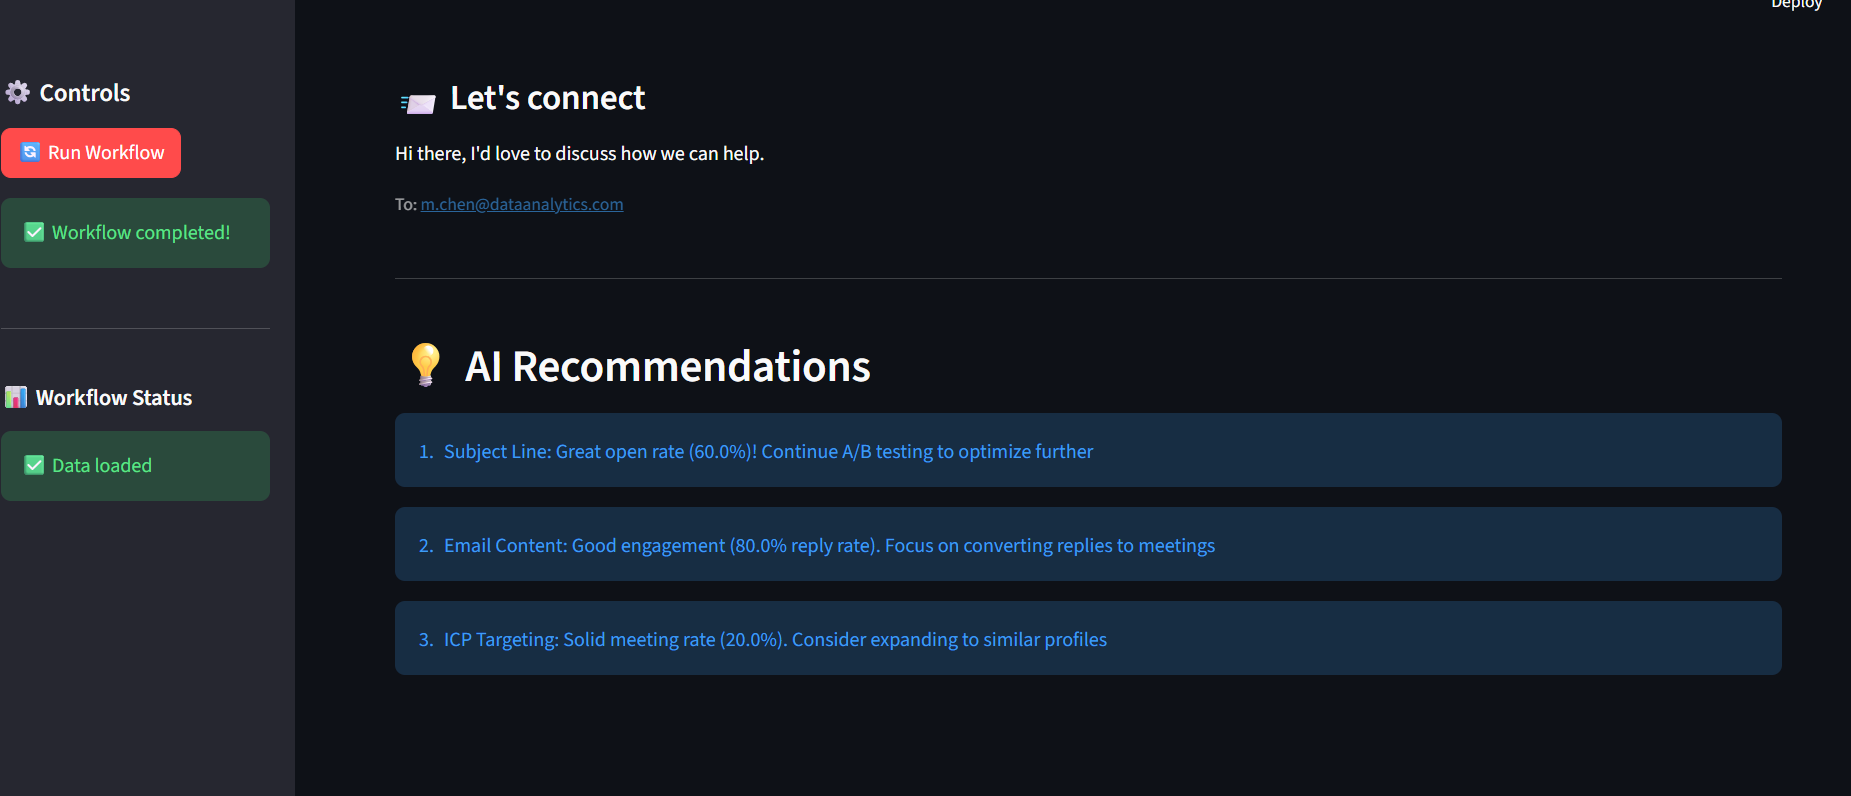 Deploy
Controls
Run Workflow
Workflow completed!
Workflow Status
Data loaded
Let's connect
Hi there, I'd love to discuss how we can help.
To: m.chen@dataanalytics.com
AI Recommendations
1. Subject Line: Great open rate (60.0%)! Continue A/B testing to optimize further
2. Email Content: Good engagement (80.0% reply rate). Focus on converting replies to meetings
3. ICP Targeting: Solid meeting rate (20.0%). Consider expanding to similar profiles